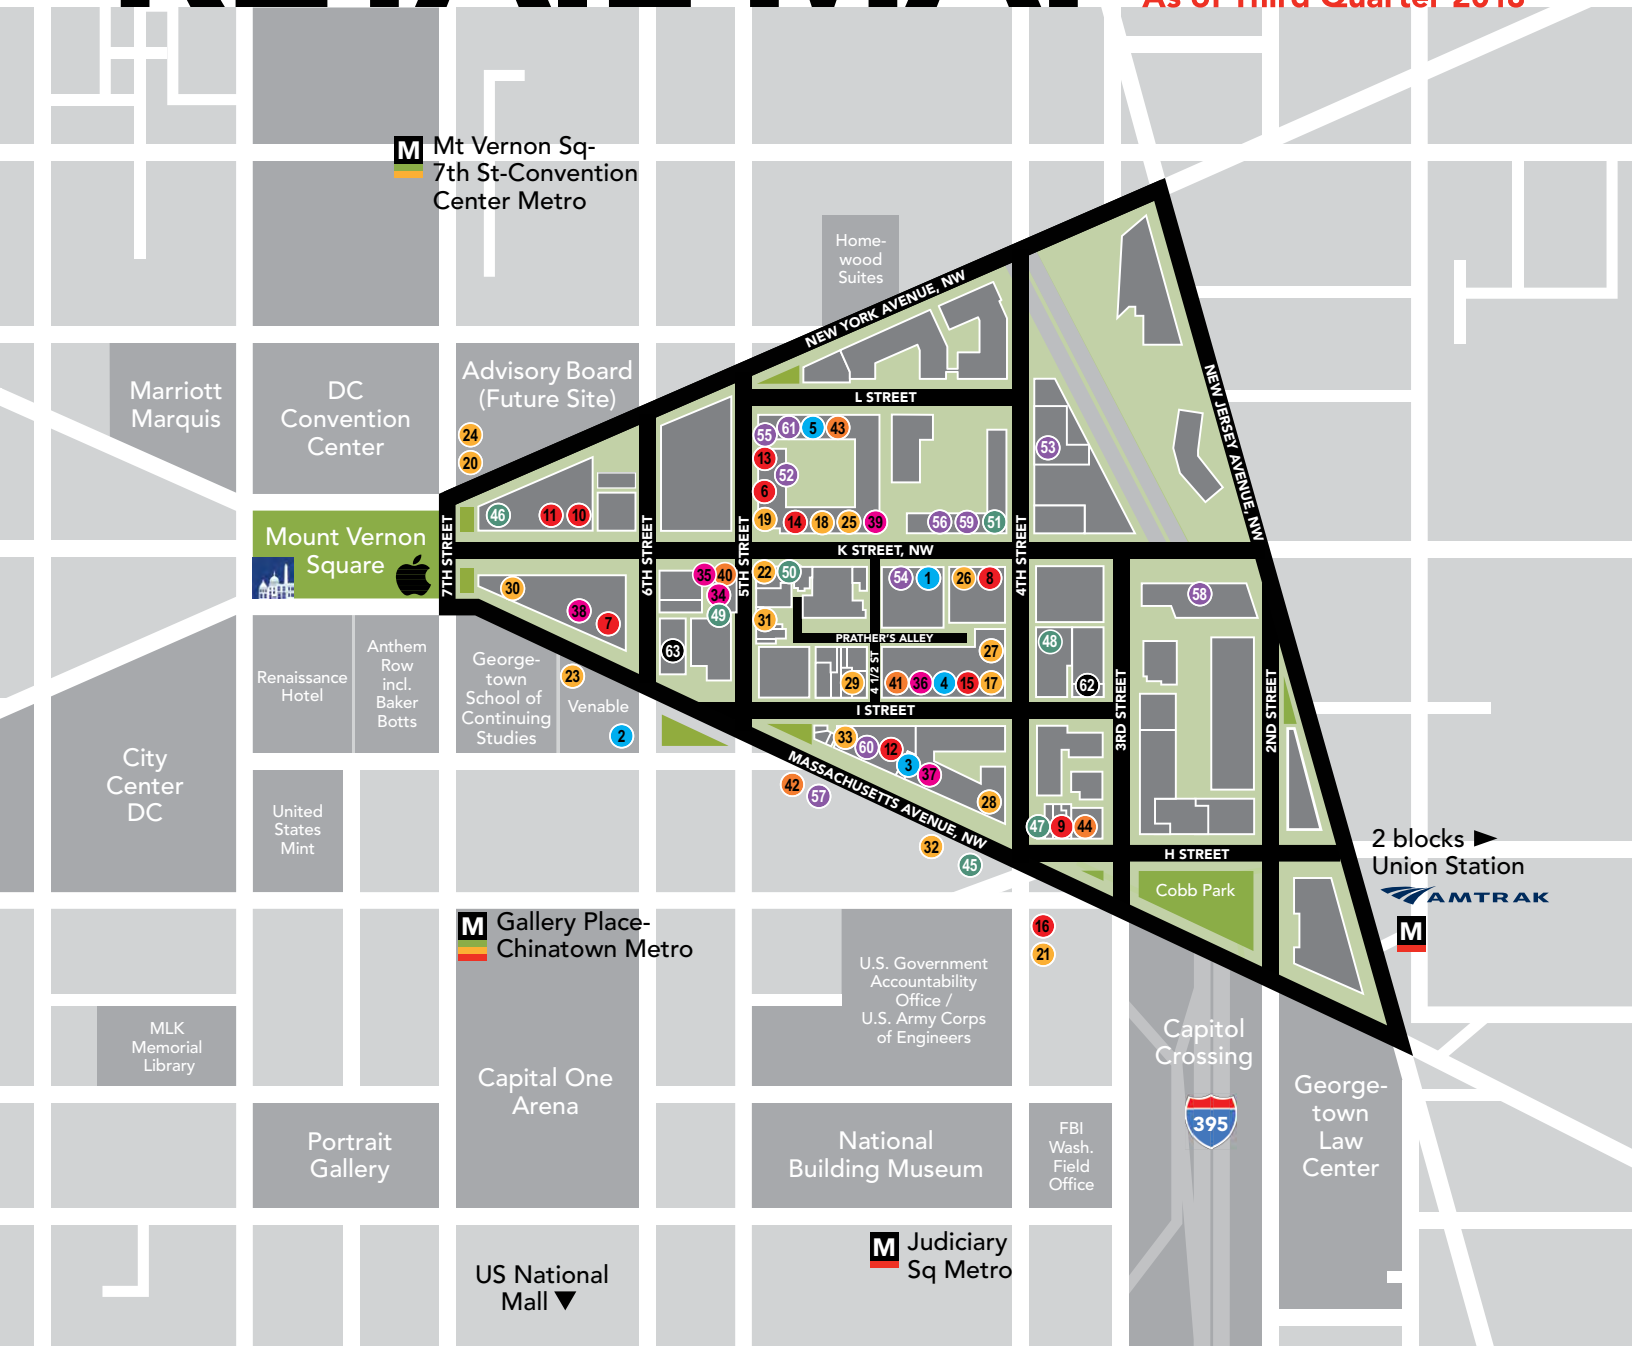 As of Third Quarter 2018
M
Mt Vernon Sq-
7th St-Convention
Center Metro
Home-
wood
Suites
NEW YORK AVENUE, NW
NEW JERSEY AVENUE, NW
Marriott
Marquis
DC
Convention
Center
Advisory Board
(Future Site)
24
20
L STREET
55 61 5 43
13
52
6
19 14 18 25 39
56 59 51
53
46 11 10
Mount Vernon
Square
7TH STREET
6TH STREET
5TH STREET
4TH STREET
K STREET, NW
30
38
7
35 40
34
49
63
22 50
31
54 1 26 8
58
PRATHER'S ALLEY
27
48
62
29
4 1/2 ST
41 36 4 15 17
3RD STREET
2ND STREET
I STREET
Renaissance
Hotel
Anthem
Row
incl.
Baker
Botts
George-
town
School of
Continuing
Studies
23
Venable
2
33
60 12
3
37
28
MASSACHUSETTS AVENUE, NW
42
57
32
45
47 9 44
H STREET
City
Center
DC
United
States
Mint
2 blocks
Union Station
AMTRAK
M
Cobb Park
M
Gallery Place-
Chinatown Metro
16
21
U.S. Government
Accountability
Office /
U.S. Army Corps
of Engineers
MLK
Memorial
Library
Capital One
Arena
Capitol
Crossing
395
George-
town
Law
Center
Portrait
Gallery
National
Building Museum
FBI
Wash.
Field
Office
M
Judiciary
Sq Metro
US National
Mall